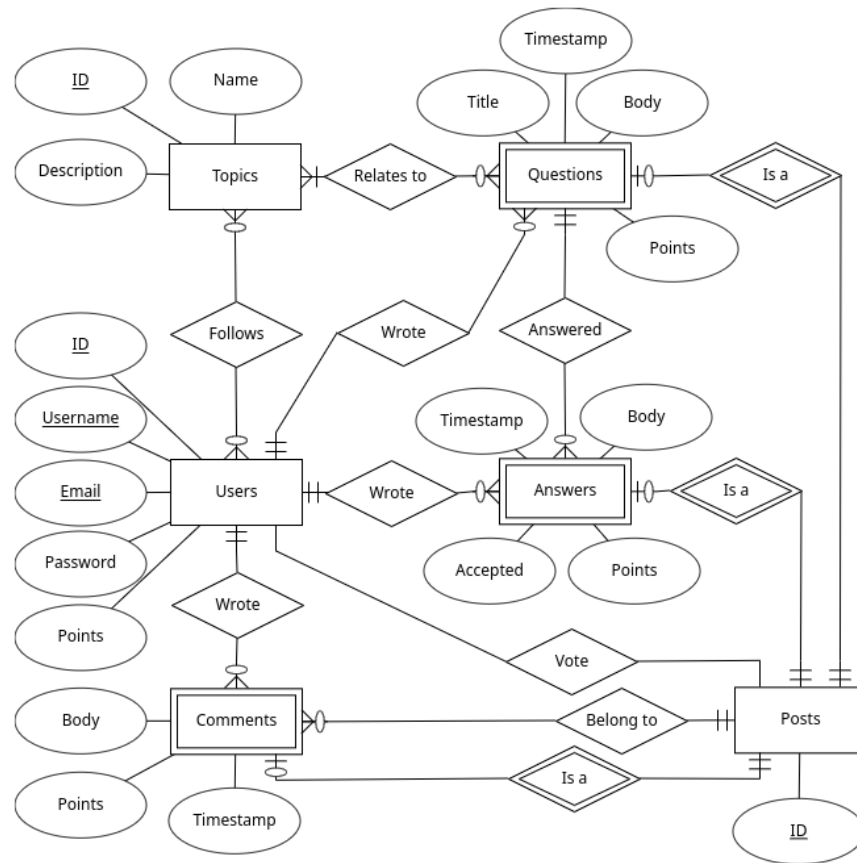 Timestamp
ID
Name
Title
Body
Description
Topics
Relates to
Questions
Is a
Points
ID
Follows
Wrote
Answered
Username
Timestamp
Body
Email
Users
Wrote
Answers
Is a
Password
Accepted
Points
Wrote
Points
Vote
Body
Comments
Belong to
Posts
Is a
Points
Timestamp
ID